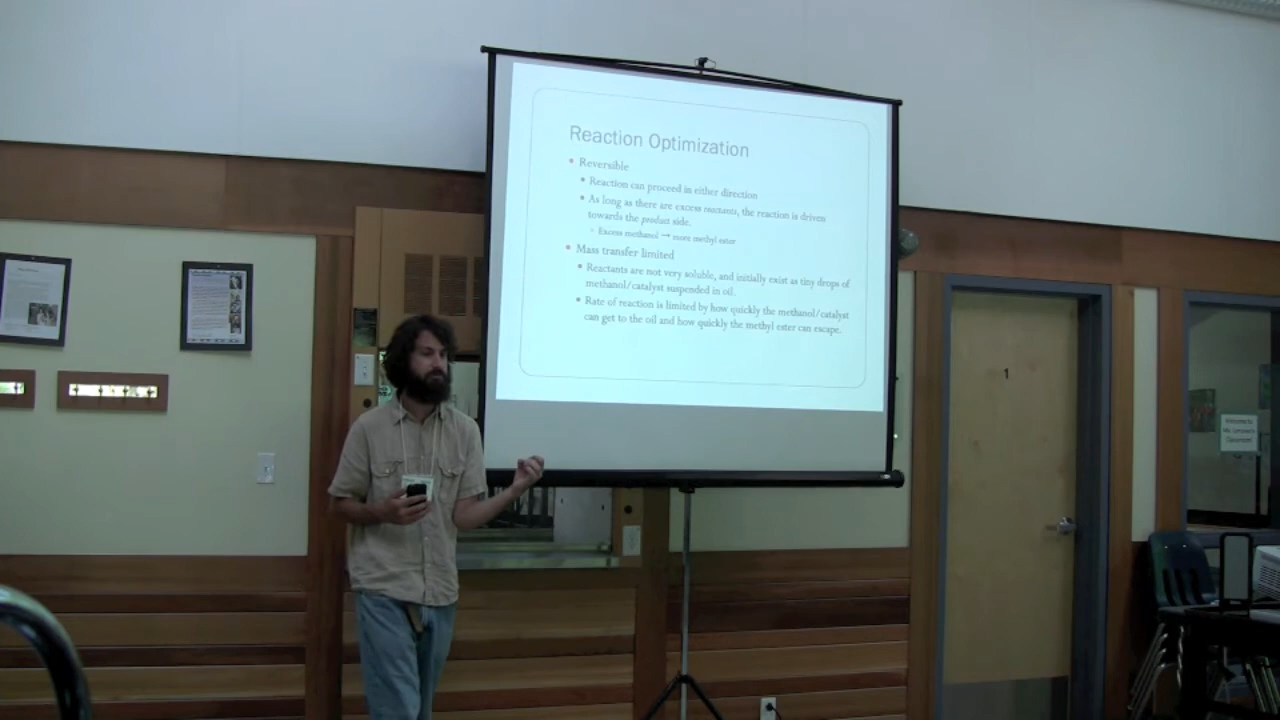 Reaction Optimization
Reversible
Reaction can proceed in either direction
As long as there are excess reactants, the reaction is driven
towards the product side.
Excess methanol → more methyl ester
Mass transfer limited
Reactants are not very soluble, and initially exist as tiny drops of
methanol/catalyst suspended in oil.
Rate of reaction is limited by how quickly the methanol/catalyst
can get to the oil and how quickly the methyl ester can escape.
1
Welcome to
Classroom